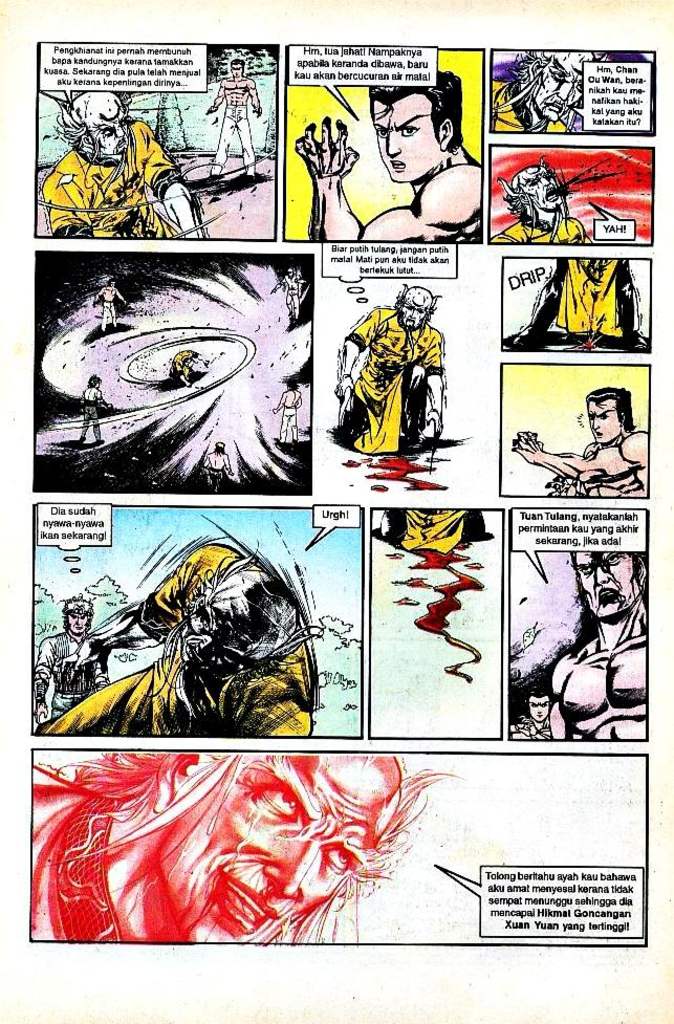 Pengkhianat ini pernah membunuh
bapa kandungnya kerana tamakkan
kuasa. Sekarang dia pula telah menjual
aku kerana kepentingan dirinya...
Hm, tua jahat! Nampaknya
apabila keranda dibawa, baru
kau akan bercucuran air mata!
Hm, Chan
Ou Wan, bera-
nikah kau me-
nafikan haki-
kat yang aku
katakan itu?
YAH!
Biar putih tulang, jangan putih
mata! Mati pun aku tidak akan
bertekuk lutut...
DRIP
Dia sudah
nyawa-nyawa
ikan sekarang!
Urgh!
Tuan Tulang, nyatakanlah
permintaan kau yang akhir
sekarang, jika ada!
Tolong beritahu ayah kau bahawa
aku amat menyesal kerana tidak
sempat menunggu sehingga dia
mencapai Hikmat Goncangan
Xuan Yuan yang tertinggi!